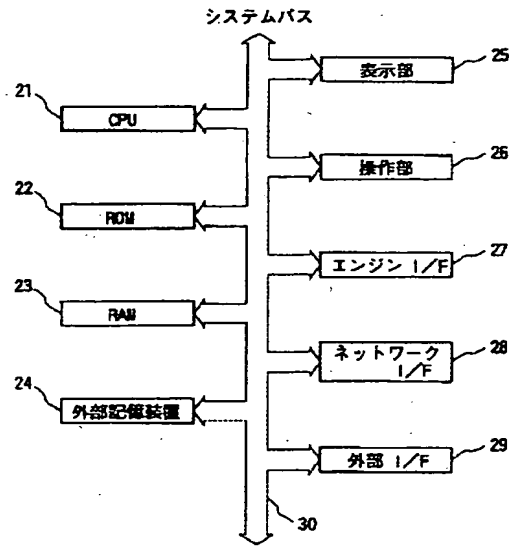 システムバス
21
CPU
22
ROM
23
RAM
24
外部記憶装置
25
表示部
26
操作部
27
エンジン I/F
28
ネットワーク
I/F
29
外部 I/F
30